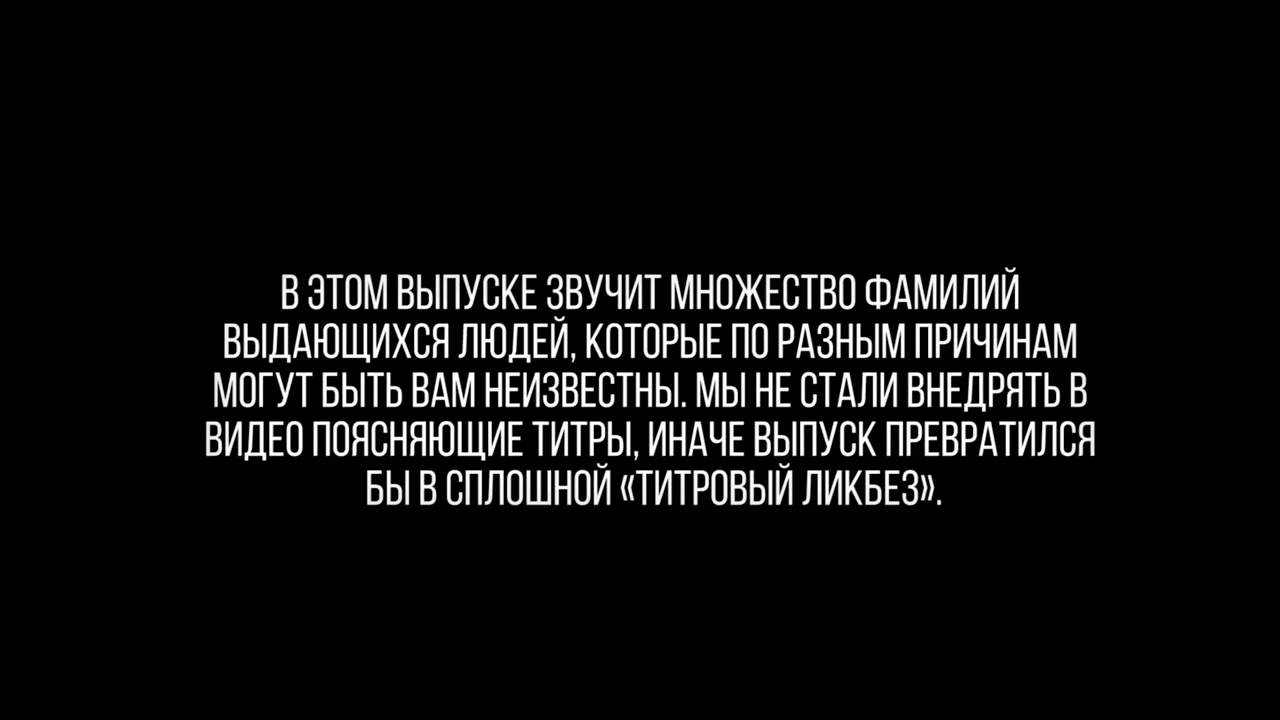 В ЭТОМ ВЫПУСКЕ ЗВУЧИТ МНОЖЕСТВО ФАМИЛИЙ
ВЫДАЮЩИХСЯ ЛЮДЕЙ, КОТОРЫЕ ПО РАЗНЫМ ПРИЧИНАМ
МОГУТ БЫТЬ ВАМ НЕИЗВЕСТНЫ. МЫ НЕ СТАЛИ ВНЕДРЯТЬ В
ВИДЕО ПОЯСНЯЮЩИЕ ТИТРЫ, ИНАЧЕ ВЫПУСК ПРЕВРАТИЛСЯ
БЫ В СПЛОШНОЙ «ТИТРОВЫЙ ЛИКБЕЗ».